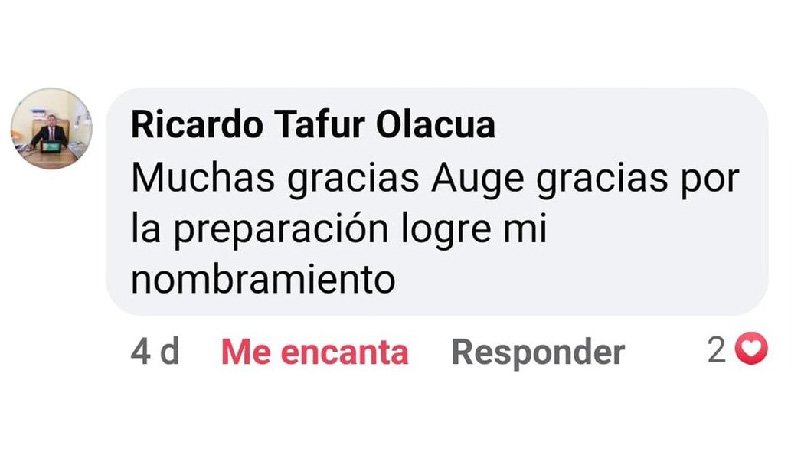 Ricardo Tafur Olacua
Muchas gracias Auge gracias por
la preparación logre mi
nombramiento
4 d Me encanta Responder 2